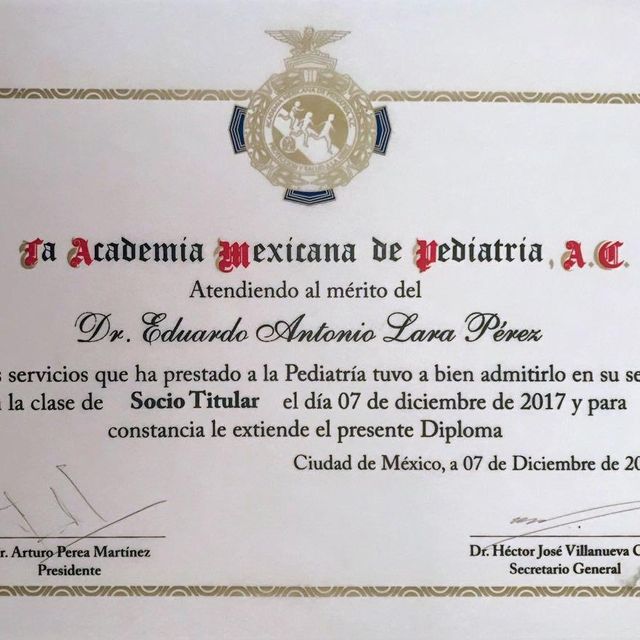 La Academia Mexicana de Pediatría, A.C.
Atendiendo al mérito del
Dr. Eduardo Antonio Lara Pérez
servicios que ha prestado a la Pediatría tuvo a bien admitirlo en su se
la clase de Socio Titular el día 07 de diciembre de 2017 y para
constancia le extiende el presente Diploma
Ciudad de México, a 07 de Diciembre de 20
r. Arturo Perea Martínez
Presidente
Dr. Héctor José Villanueva C
Secretario General